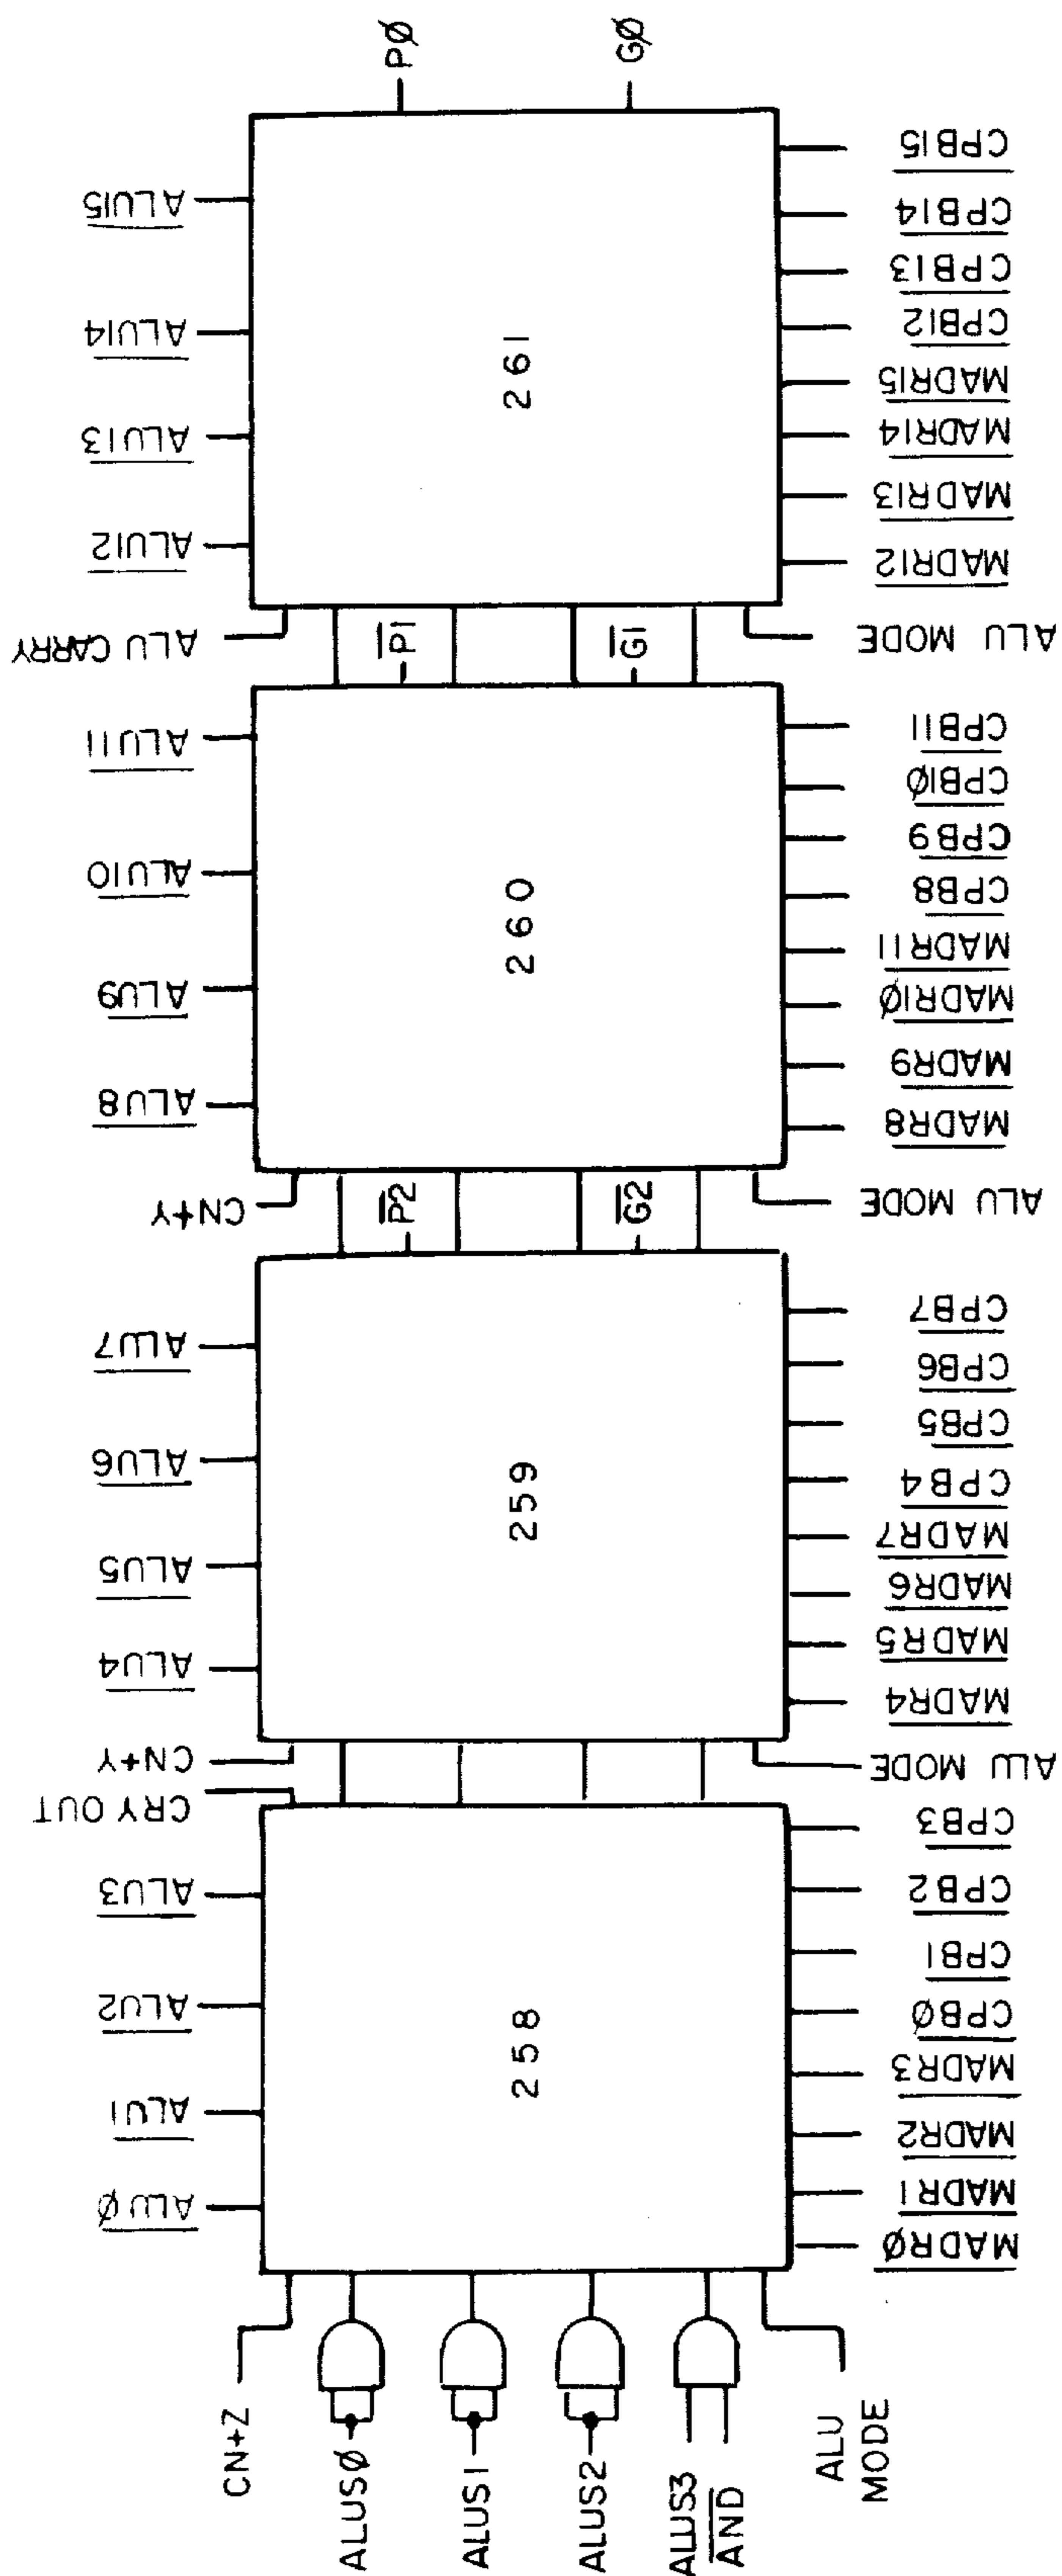 PØ
GØ
ALU15
ALU14
ALU13
ALU12
261
CPB15
CPB14
CPB13
CPB12
MADR15
MADR14
MADR13
MADR12
ALU CARRY
P1
G1
ALU MODE
ALU11
ALU10
ALU9
ALU8
260
CPB11
CPB1Ø
CPB9
CPB8
MADR11
MADR1Ø
MADR9
MADR8
CN+Y
P2
G2
ALU MODE
ALU7
ALU6
ALU5
ALU4
259
CPB7
CPB6
CPB5
CPB4
MADR7
MADR6
MADR5
MADR4
CN+Y
ALU MODE
CRY OUT
ALU3
ALU2
ALU1
ALUØ
258
CPB3
CPB2
CPB1
CPBØ
MADR3
MADR2
MADR1
MADRØ
CN+Z
ALUSØ
ALUS1
ALUS2
ALUS3
AND
ALU
MODE